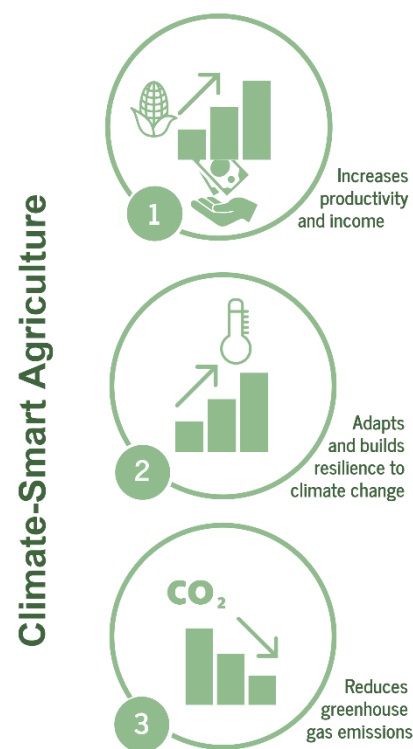 Climate-Smart Agriculture
1
Increases
productivity
and income
2
Adapts
and builds
resilience to
climate change
CO₂
3
Reduces
greenhouse
gas emissions